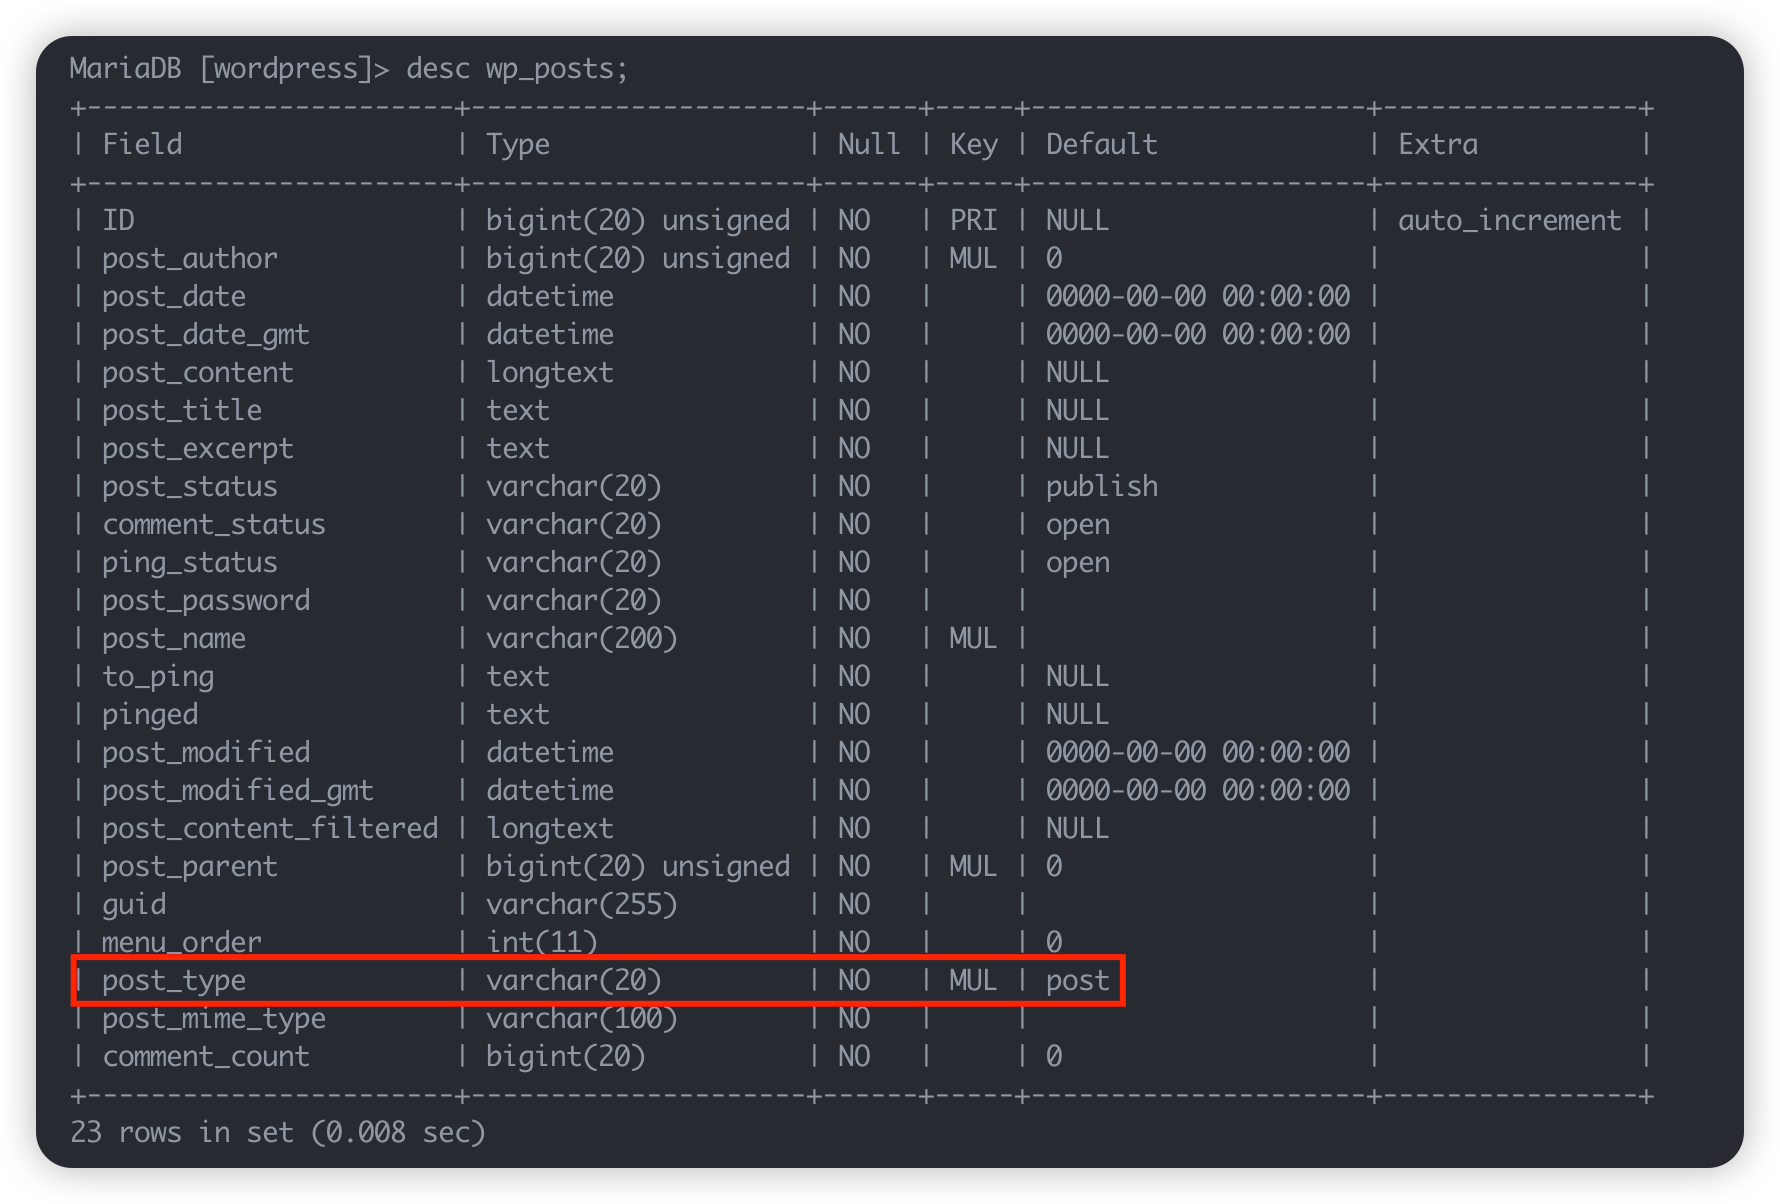 MariaDB [wordpress]> desc wp_posts;
+-----------------------+---------------------+------+-----+---------------------+----------------+
| Field                 | Type                | Null | Key | Default             | Extra          |
+-----------------------+---------------------+------+-----+---------------------+----------------+
| ID                    | bigint(20) unsigned | NO   | PRI | NULL                | auto_increment |
| post_author           | bigint(20) unsigned | NO   | MUL | 0                   |                |
| post_date             | datetime            | NO   |     | 0000-00-00 00:00:00 |                |
| post_date_gmt         | datetime            | NO   |     | 0000-00-00 00:00:00 |                |
| post_content          | longtext            | NO   |     | NULL                |                |
| post_title            | text                | NO   |     | NULL                |                |
| post_excerpt          | text                | NO   |     | NULL                |                |
| post_status           | varchar(20)         | NO   |     | publish             |                |
| comment_status        | varchar(20)         | NO   |     | open                |                |
| ping_status           | varchar(20)         | NO   |     | open                |                |
| post_password         | varchar(20)         | NO   |     |                     |                |
| post_name             | varchar(200)        | NO   | MUL |                     |                |
| to_ping               | text                | NO   |     | NULL                |                |
| pinged                | text                | NO   |     | NULL                |                |
| post_modified         | datetime            | NO   |     | 0000-00-00 00:00:00 |                |
| post_modified_gmt     | datetime            | NO   |     | 0000-00-00 00:00:00 |                |
| post_content_filtered | longtext            | NO   |     | NULL                |                |
| post_parent           | bigint(20) unsigned | NO   | MUL | 0                   |                |
| guid                  | varchar(255)        | NO   |     |                     |                |
| menu_order            | int(11)             | NO   |     | 0                   |                |
| post_type             | varchar(20)         | NO   | MUL | post                |                |
| post_mime_type        | varchar(100)        | NO   |     |                     |                |
| comment_count         | bigint(20)          | NO   |     | 0                   |                |
+-----------------------+---------------------+------+-----+---------------------+----------------+
23 rows in set (0.008 sec)